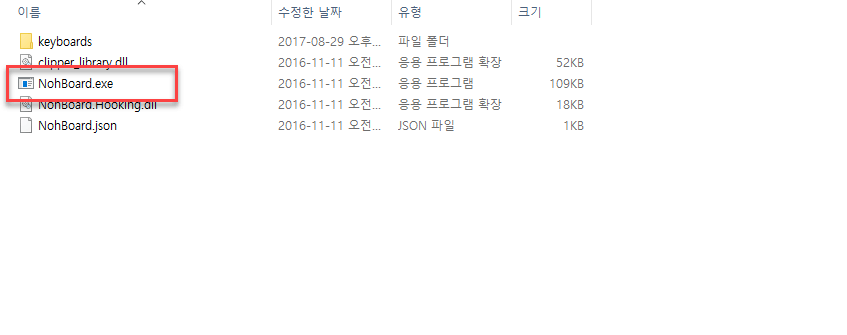 이름 수정한 날짜 유형 크기
keyboards 2017-08-29 오후... 파일 폴더
clipper_library.dll 2016-11-11 오전... 응용 프로그램 확장 52KB
NohBoard.exe 2016-11-11 오전... 응용 프로그램 109KB
NohBoard.Hooking.dll 2016-11-11 오전... 응용 프로그램 확장 18KB
NohBoard.json 2016-11-11 오전... JSON 파일 1KB